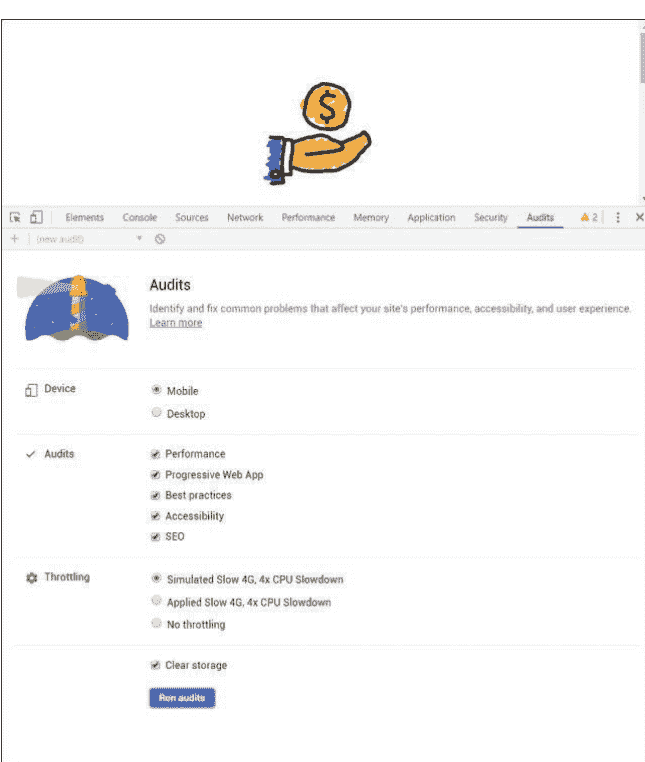 $
Elements Console Sources Network Performance Memory Application Security Audits 2
(new audit)
Audits
Identify and fix common problems that affect your site's performance, accessibility, and user experience.
Learn more
Device
Mobile
Desktop
Audits
Performance
Progressive Web App
Best practices
Accessibility
SEO
Throttling
Simulated Slow 4G, 4x CPU Slowdown
Applied Slow 4G, 4x CPU Slowdown
No throttling
Clear storage
Run audits